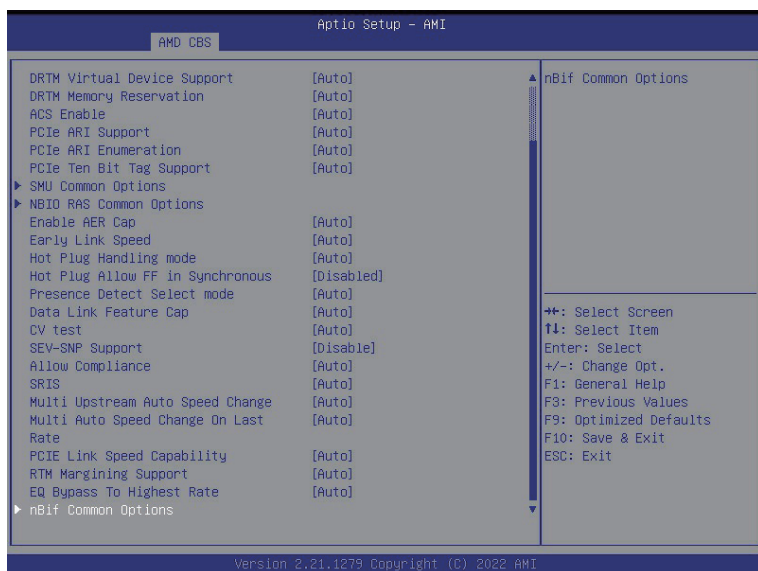 Aptio Setup - AMI
AMD CBS
DRTM Virtual Device Support [Auto]
DRTM Memory Reservation [Auto]
ACS Enable [Auto]
PCIe ARI Support [Auto]
PCIe ARI Enumeration [Auto]
PCIe Ten Bit Tag Support [Auto]
SMU Common Options
NBIO RAS Common Options
Enable AER Cap [Auto]
Early Link Speed [Auto]
Hot Plug Handling mode [Auto]
Hot Plug Allow FF in Synchronous [Disabled]
Presence Detect Select mode [Auto]
Data Link Feature Cap [Auto]
CV test [Auto]
SEV-SNP Support [Disable]
Allow Compliance [Auto]
SRIS [Auto]
Multi Upstream Auto Speed Change [Auto]
Multi Auto Speed Change On Last [Auto]
Rate
PCIE Link Speed Capability [Auto]
RTM Margining Support [Auto]
EQ Bypass To Highest Rate [Auto]
nBif Common Options
nBif Common Options
→←: Select Screen
↑↓: Select Item
Enter: Select
+/-: Change Opt.
F1: General Help
F3: Previous Values
F9: Optimized Defaults
F10: Save & Exit
ESC: Exit
Version 2.21.1279 Copyright (C) 2022 AMI